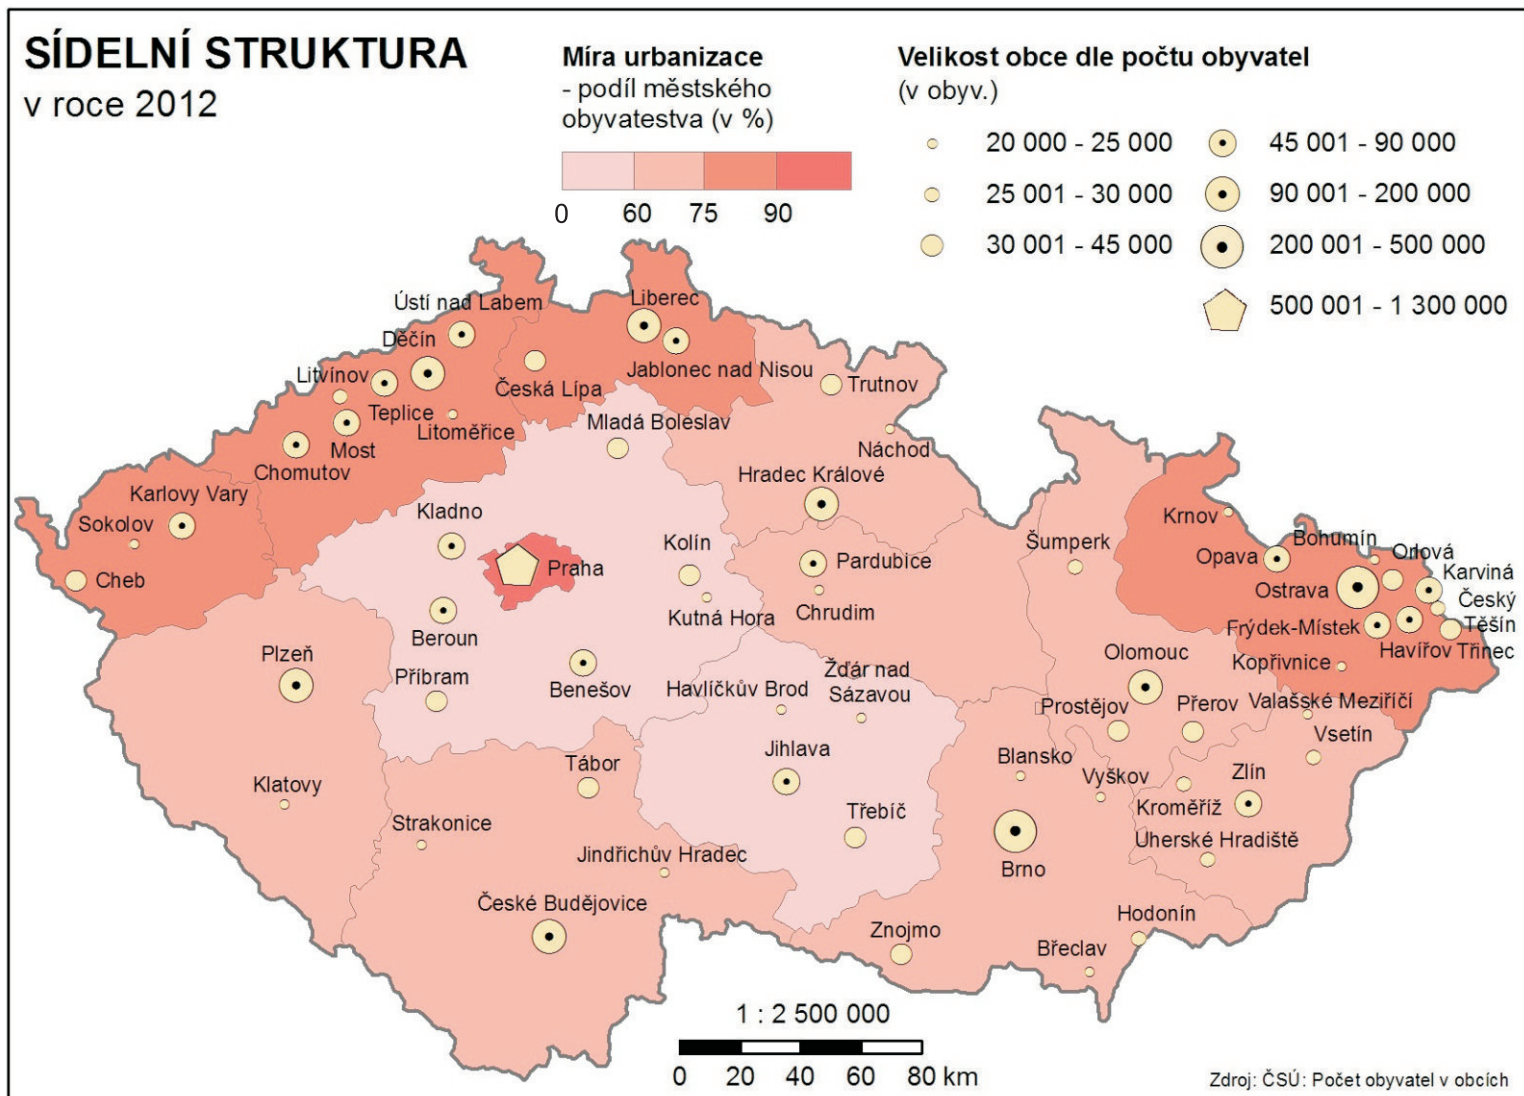 SÍDELNÍ STRUKTURA
v roce 2012
Míra urbanizace
- podíl městského
obyvatestva (v %)
0 60 75 90
Velikost obce dle počtu obyvatel
(v obyv.)
20 000 - 25 000
25 001 - 30 000
30 001 - 45 000
45 001 - 90 000
90 001 - 200 000
200 001 - 500 000
500 001 - 1 300 000
Ústí nad Labem
Liberec
Děčín
Jablonec nad Nisou
Trutnov
Litvínov
Česká Lípa
Teplice
Litoměřice
Mladá Boleslav
Most
Náchod
Chomutov
Hradec Králové
Karlovy Vary
Sokolov
Kladno
Krnov
Cheb
Praha
Kolín
Pardubice
Šumperk
Opava
Bohumín
Orlová
Ostrava
Karviná
Český
Těšín
Kutná Hora
Chrudim
Beroun
Frýdek-Místek
Havířov
Třinec
Plzeň
Příbram
Benešov
Havlíčkův Brod
Žďár nad
Sázavou
Olomouc
Kopřivnice
Prostějov
Přerov
Valašské Meziříčí
Vsetín
Tábor
Jihlava
Blansko
Vyškov
Zlín
Klatovy
Kroměříž
Strakonice
Třebíč
Uherské Hradiště
Jindřichův Hradec
Brno
České Budějovice
Znojmo
Hodonín
Břeclav
1 : 2 500 000
0 20 40 60 80 km
Zdroj: ČSÚ: Počet obyvatel v obcích